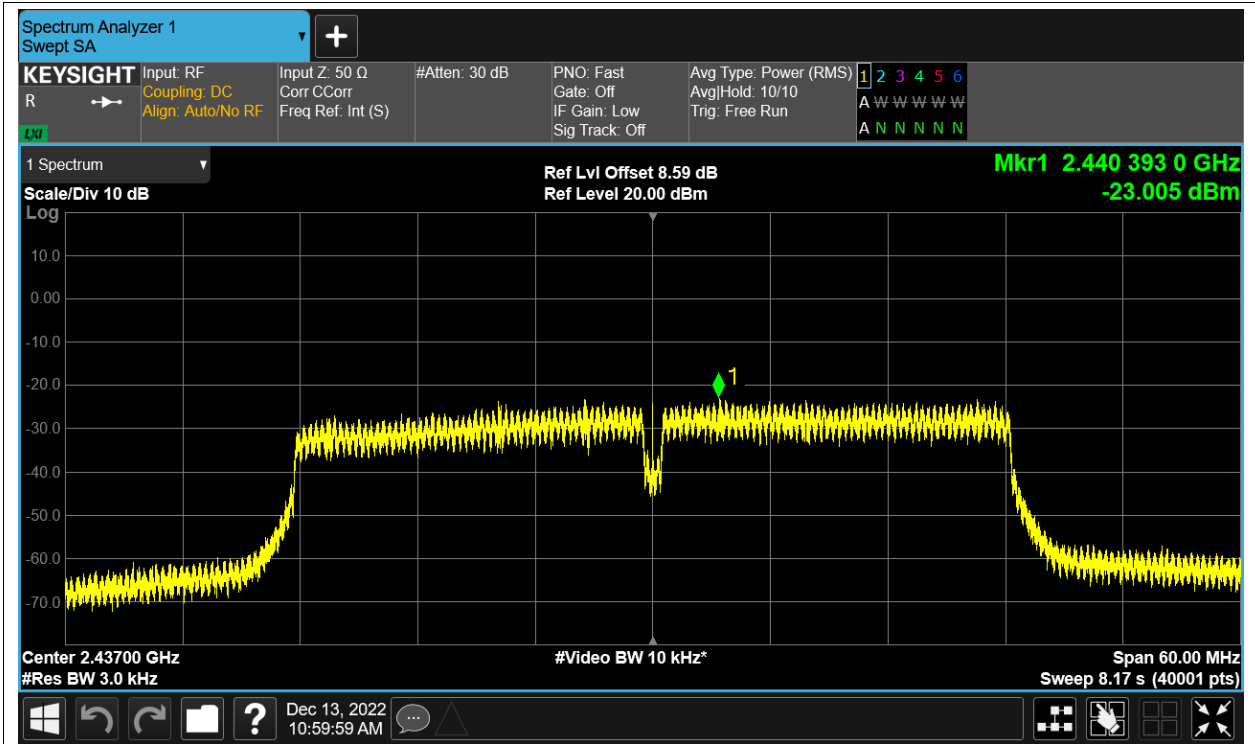 Spectrum Analyzer 1
Swept SA
KEYSIGHT
R
LXI
Input: RF
Coupling: DC
Align: Auto/No RF
Input Z: 50 Ω
Corr CCorr
Freq Ref: Int (S)
#Atten: 30 dB
PNO: Fast
Gate: Off
IF Gain: Low
Sig Track: Off
Avg Type: Power (RMS)
Avg|Hold: 10/10
Trig: Free Run
1 2 3 4 5 6
A W W W W W
A N N N N N
1 Spectrum
Scale/Div 10 dB
Log
Ref Lvl Offset 8.59 dB
Ref Level 20.00 dBm
Mkr1 2.440 393 0 GHz
-23.005 dBm
10.0
0.00
-10.0
-20.0
-30.0
-40.0
-50.0
-60.0
-70.0
1
Center 2.43700 GHz
#Res BW 3.0 kHz
#Video BW 10 kHz*
Span 60.00 MHz
Sweep 8.17 s (40001 pts)
?
Dec 13, 2022
10:59:59 AM